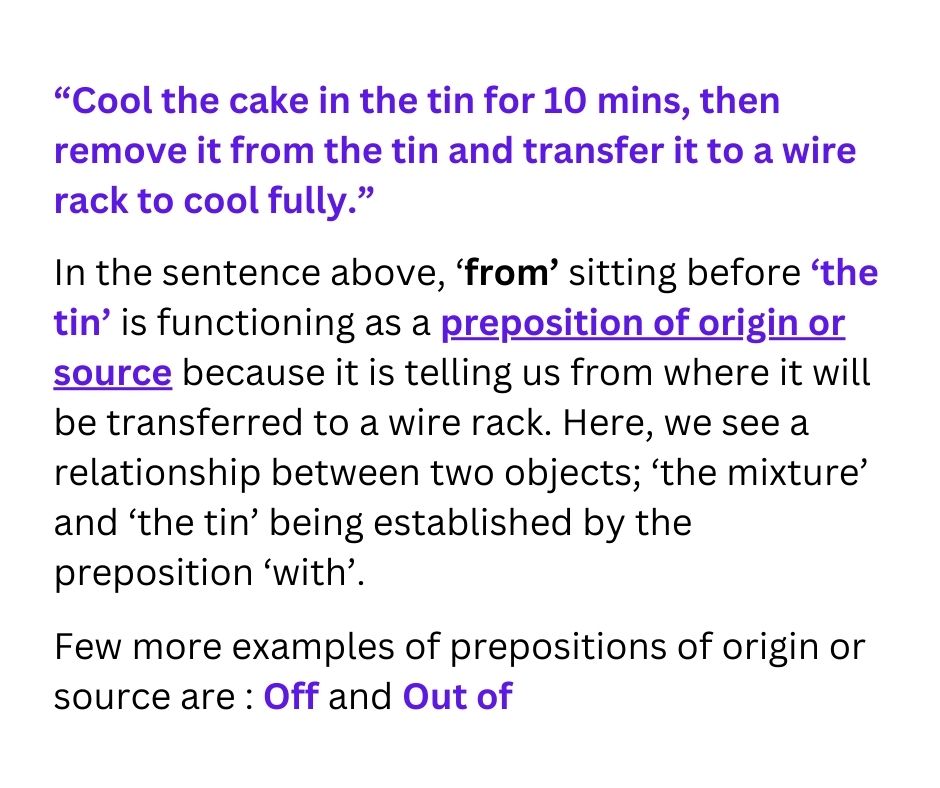 “Cool the cake in the tin for 10 mins, then
remove it from the tin and transfer it to a wire
rack to cool fully.”
In the sentence above, ‘from’ sitting before ‘the
tin’ is functioning as a preposition of origin or
source because it is telling us from where it will
be transferred to a wire rack. Here, we see a
relationship between two objects; ‘the mixture’
and ‘the tin’ being established by the
preposition ‘with’.
Few more examples of prepositions of origin or
source are : Off and Out of